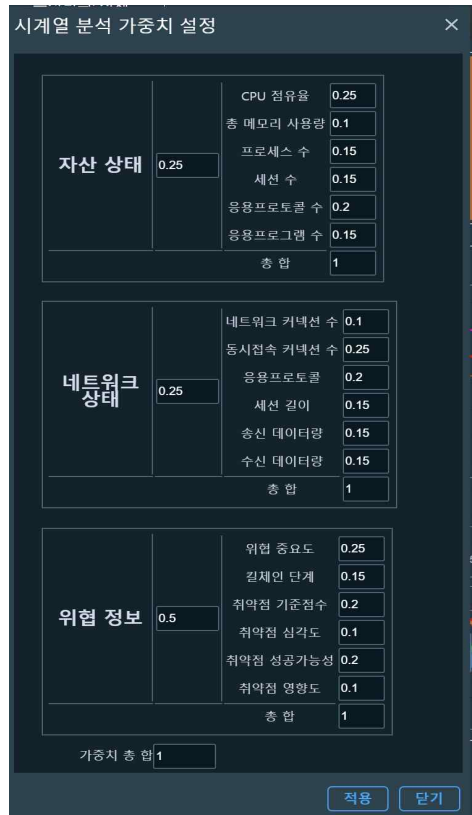 시계열 분석 가중치 설정 ×
CPU 점유율 0.25
총 메모리 사용량 0.1
프로세스 수 0.15
자산 상태 0.25
세션 수 0.15
응용프로토콜 수 0.2
응용프로그램 수 0.15
총 합 1
네트워크 커넥션 수 0.1
동시접속 커넥션 수 0.25
네트워크
상태
0.25
응용프로토콜 0.2
세션 길이 0.15
송신 데이터량 0.15
수신 데이터량 0.15
총 합 1
위협 중요도 0.25
킬체인 단계 0.15
취약점 기준점수 0.2
위협 정보 0.5
취약점 심각도 0.1
취약점 성공가능성 0.2
취약점 영향도 0.1
총 합 1
가중치 총 합 1
적용 닫기